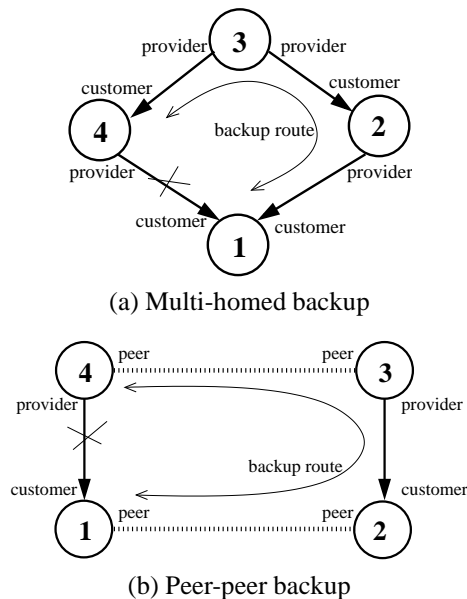 3
provider provider
customer customer
4
backup route
2
provider provider
customer customer
1
(a) Multi-homed backup
4 peer peer 3
provider provider
backup route
customer customer
1 peer peer 2
(b) Peer-peer backup